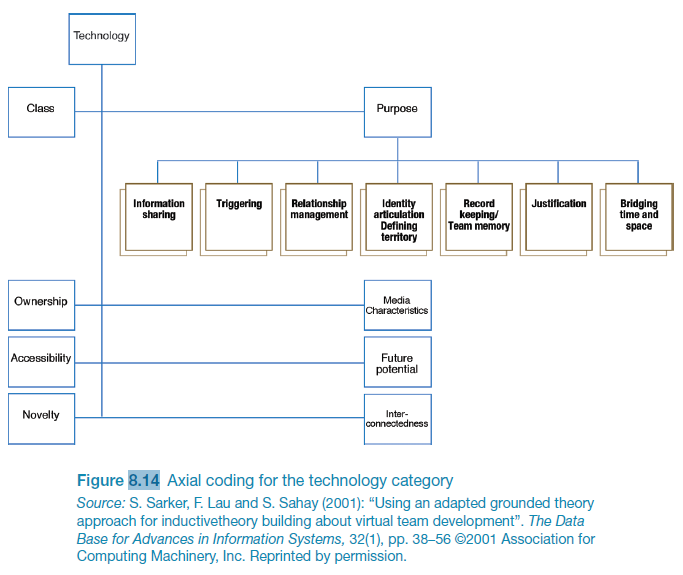 Technology
Class
Purpose
Information
sharing
Triggering
Relationship
management
Identity
articulation
Defining
territory
Record
keeping/
Team memory
Justification
Bridging
time and
space
Ownership
Media
Characteristics
Accessibility
Future
potential
Novelty
Inter-
connectedness
Figure 8.14 Axial coding for the technology category
Source: S. Sarker, F. Lau and S. Sahay (2001): “Using an adapted grounded theory
approach for inductivetheory building about virtual team development”. The Data
Base for Advances in Information Systems, 32(1), pp. 38–56 ©2001 Association for
Computing Machinery, Inc. Reprinted by permission.